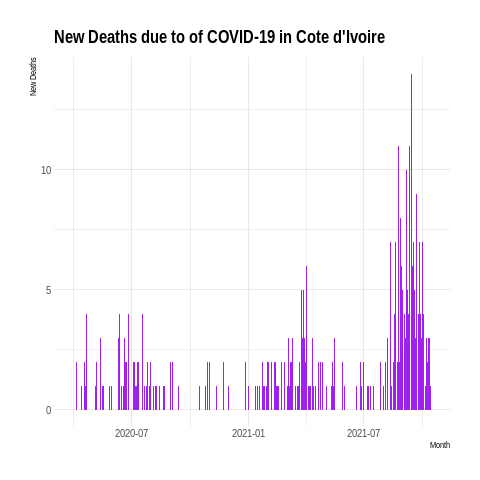 New Deaths due to of COVID-19 in Cote d'Ivoire
New Deaths
10
5
0
2020-07
2021-01
2021-07
Month